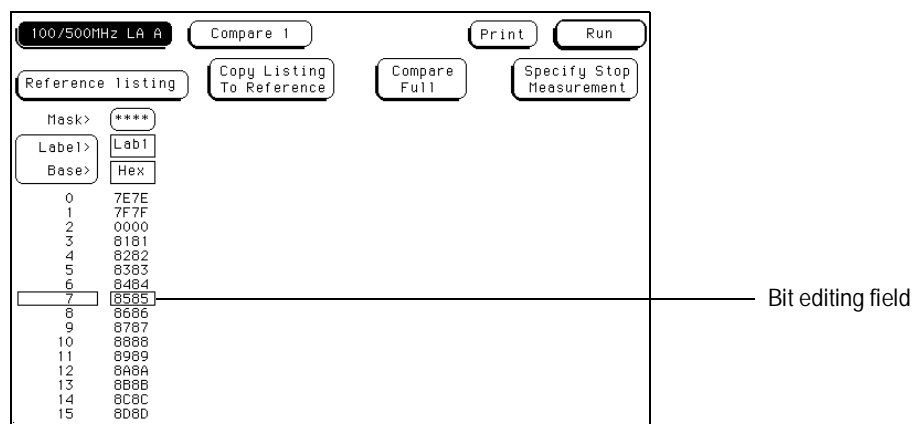 100/500MHz LA A Compare 1 Print Run
Reference listing Copy Listing To Reference Compare Full Specify Stop Measurement
Mask> ****
Label> Lab1
Base> Hex
0 7E7E
1 7F7F
2 0000
3 8181
4 8282
5 8383
6 8484
7 8585 Bit editing field
8 8686
9 8787
10 8888
11 8989
12 8A8A
13 8B8B
14 8C8C
15 8D8D